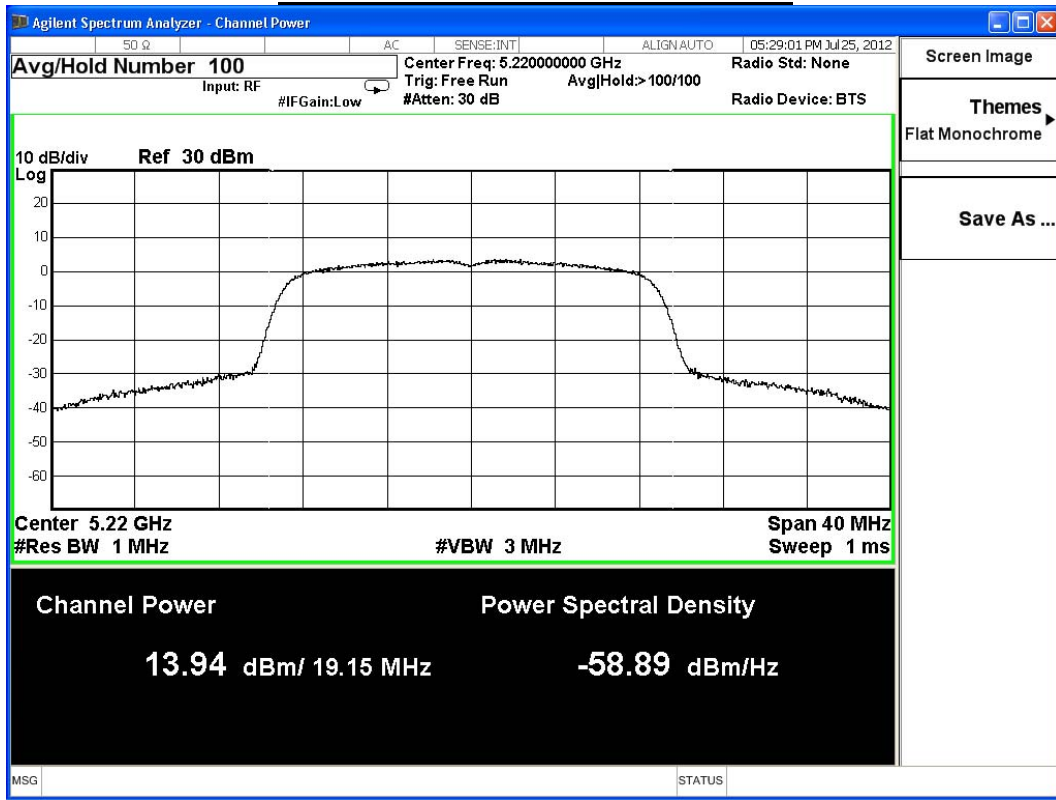 Agilent Spectrum Analyzer - Channel Power
50 Ω AC SENSE:INT ALIGN AUTO 05:29:01 PM Jul 25, 2012
Avg/Hold Number 100
Input: RF
#IFGain:Low
Center Freq: 5.220000000 GHz
Trig: Free Run Avg|Hold:>100/100
#Atten: 30 dB
Radio Std: None
Radio Device: BTS
10 dB/div Ref 30 dBm
Log
20
10
0
-10
-20
-30
-40
-50
-60
Center 5.22 GHz Span 40 MHz
#Res BW 1 MHz #VBW 3 MHz Sweep 1 ms
Channel Power Power Spectral Density
13.94 dBm/ 19.15 MHz -58.89 dBm/Hz
MSG STATUS
Screen Image
Themes
Flat Monochrome
Save As ...